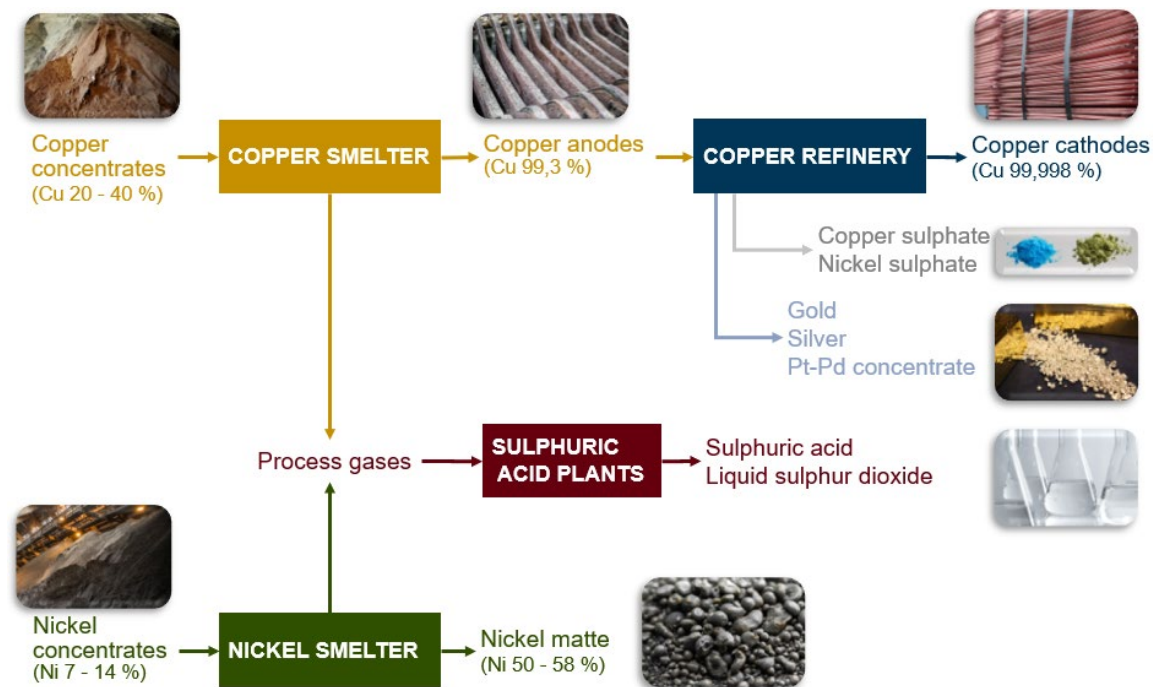 Copper
concentrates
(Cu 20 - 40 %)
COPPER SMELTER
Copper anodes
(Cu 99,3 %)
COPPER REFINERY
Copper cathodes
(Cu 99,998 %)
Copper sulphate
Nickel sulphate
Gold
Silver
Pt-Pd concentrate
Process gases
SULPHURIC
ACID PLANTS
Sulphuric acid
Liquid sulphur dioxide
Nickel
concentrates
(Ni 7 - 14 %)
NICKEL SMELTER
Nickel matte
(Ni 50 - 58 %)